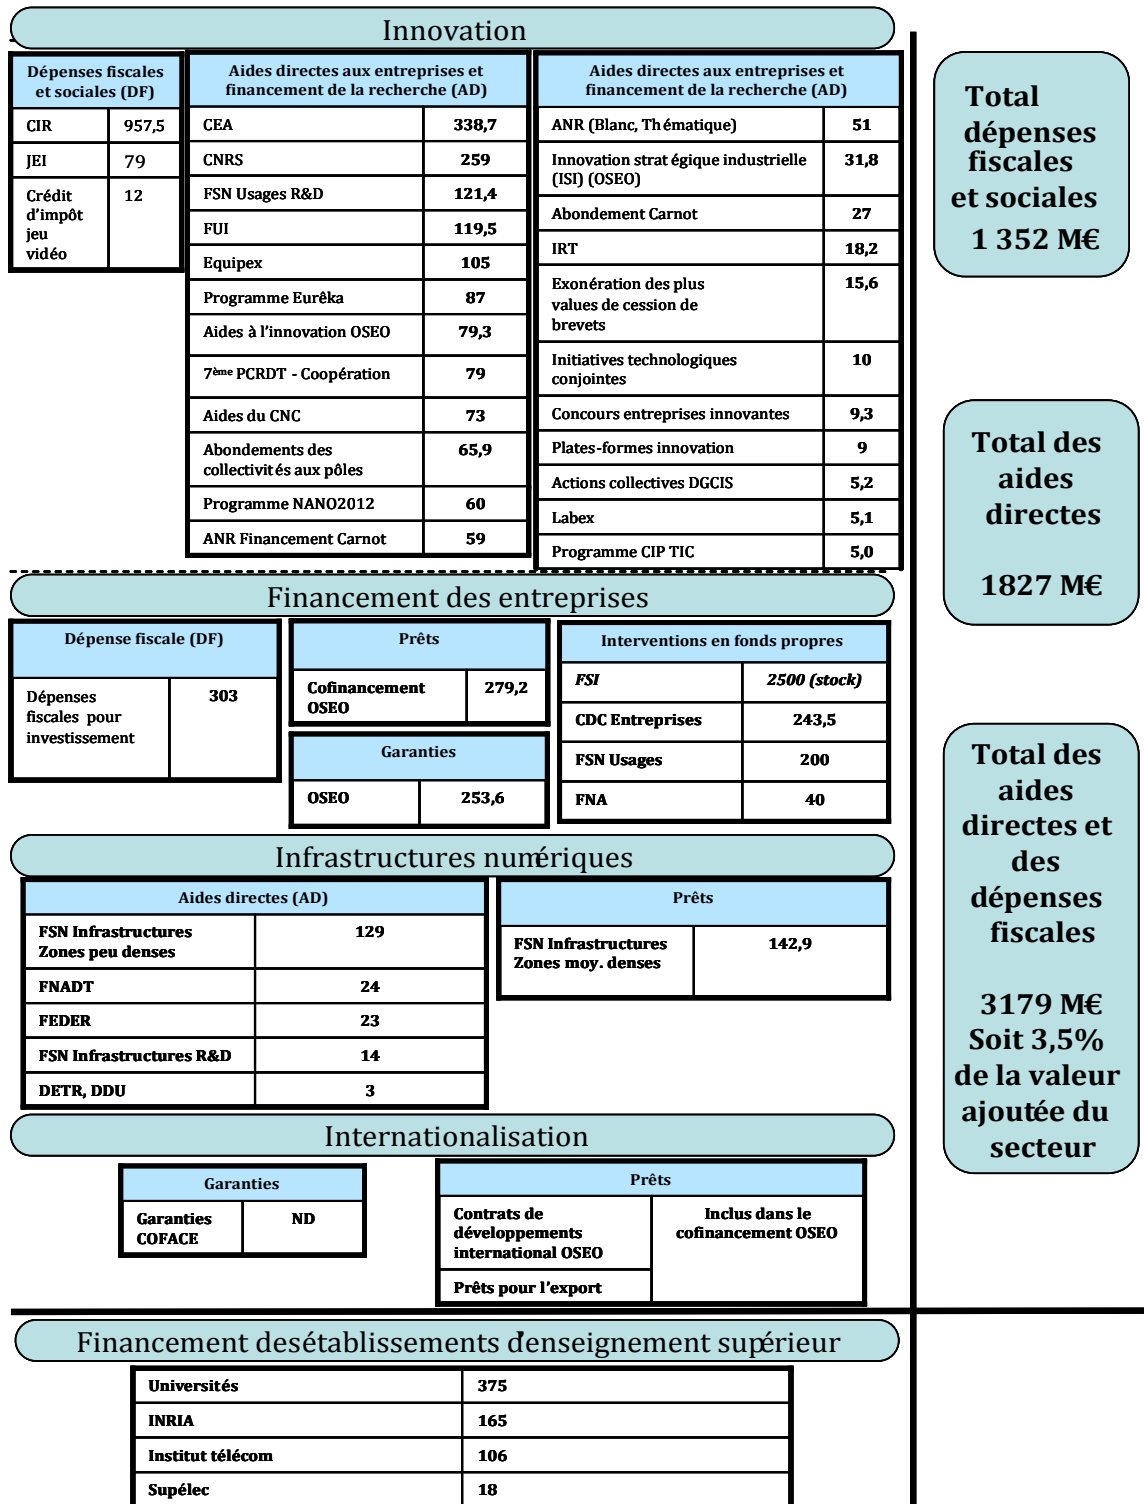 Innovation
Dépenses fiscales
et sociales (DF)
CIR 957,5
JEI 79
Crédit 12
d'impôt
jeu
vidéo
Aides directes aux entreprises et
financement de la recherche (AD)
CEA 338,7
CNRS 259
FSN Usages R&D 121,4
FUI 119,5
Equipex 105
Programme Eurêka 87
Aides à l'innovation OSEO 79,3
7ème PCRDT - Coopération 79
Aides du CNC 73
Abondements des 65,9
collectivités aux pôles
Programme NANO2012 60
ANR Financement Carnot 59
Aides directes aux entreprises et
financement de la recherche (AD)
ANR (Blanc, Thématique) 51
Innovation strat égique industrielle 31,8
(ISI) (OSEO)
Abondement Carnot 27
IRT 18,2
Exonération des plus 15,6
values de cession de
brevets
Initiatives technologiques 10
conjointes
Concours entreprises innovantes 9,3
Plates-formes innovation 9
Actions collectives DGCIS 5,2
Labex 5,1
Programme CIP TIC 5,0
Total
dépenses
fiscales
et sociales
1 352 M€
Total des
aides
directes
1827 M€
Financement des entreprises
Dépense fiscale (DF)
Dépenses 303
fiscales pour
investissement
Prêts
Cofinancement 279,2
OSEO
Garanties
OSEO 253,6
Interventions en fonds propres
FSI 2500 (stock)
CDC Entreprises 243,5
FSN Usages 200
FNA 40
Total des
aides
directes et
des
dépenses
fiscales
3179 M€
Soit 3,5%
de la valeur
ajoutée du
secteur
Infrastructures numériques
Aides directes (AD)
FSN Infrastructures 129
Zones peu denses
FNADT 24
FEDER 23
FSN Infrastructures R&D 14
DETR, DDU 3
Prêts
FSN Infrastructures 142,9
Zones moy. denses
Internationalisation
Garanties
Garanties ND
COFACE
Prêts
Contrats de Inclus dans le
développements cofinancement OSEO
international OSEO
Prêts pour l'export
Financement desétablissements d'enseignement supérieur
Universités 375
INRIA 165
Institut télécom 106
Supélec 18